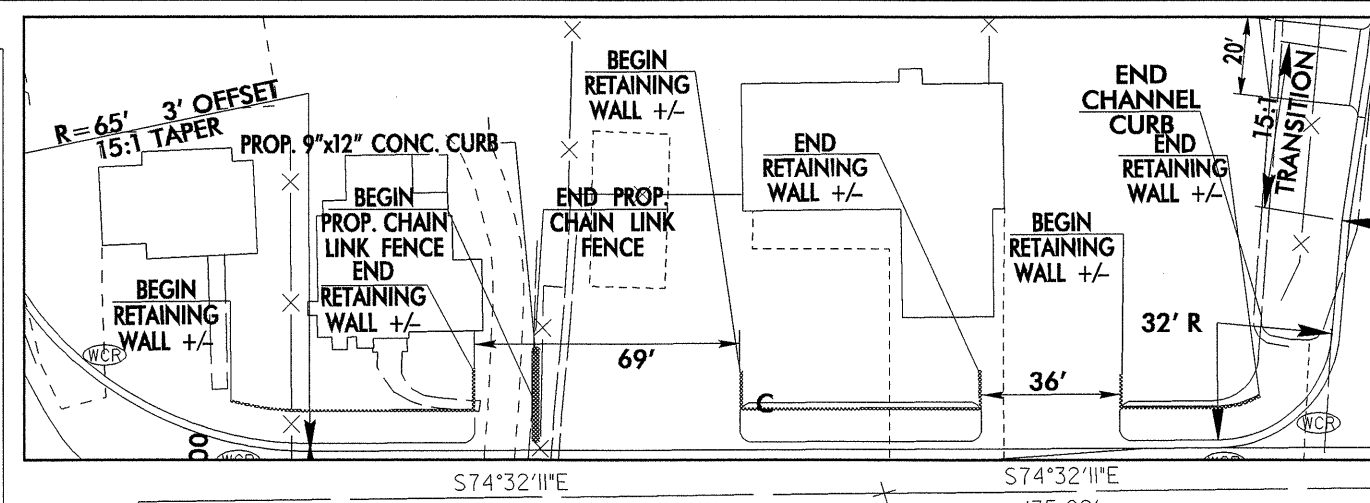 R=65' 3' OFFSET
15:1 TAPER
PROP. 9"x12" CONC. CURB
BEGIN
RETAINING
WALL +/-
BEGIN
PROP. CHAIN
LINK FENCE
END
RETAINING
WALL +/-
BEGIN
RETAINING
WALL +/-
END PROP.
CHAIN LINK
FENCE
END
RETAINING
WALL +/-
END
CHANNEL
CURB
END
RETAINING
WALL +/-
BEGIN
RETAINING
WALL +/-
20'
15:1
TRANSITION
WCR
69'
C
36'
32' R
WCR
00
WCR
WCR
S74°32'11"E
S74°32'11"E